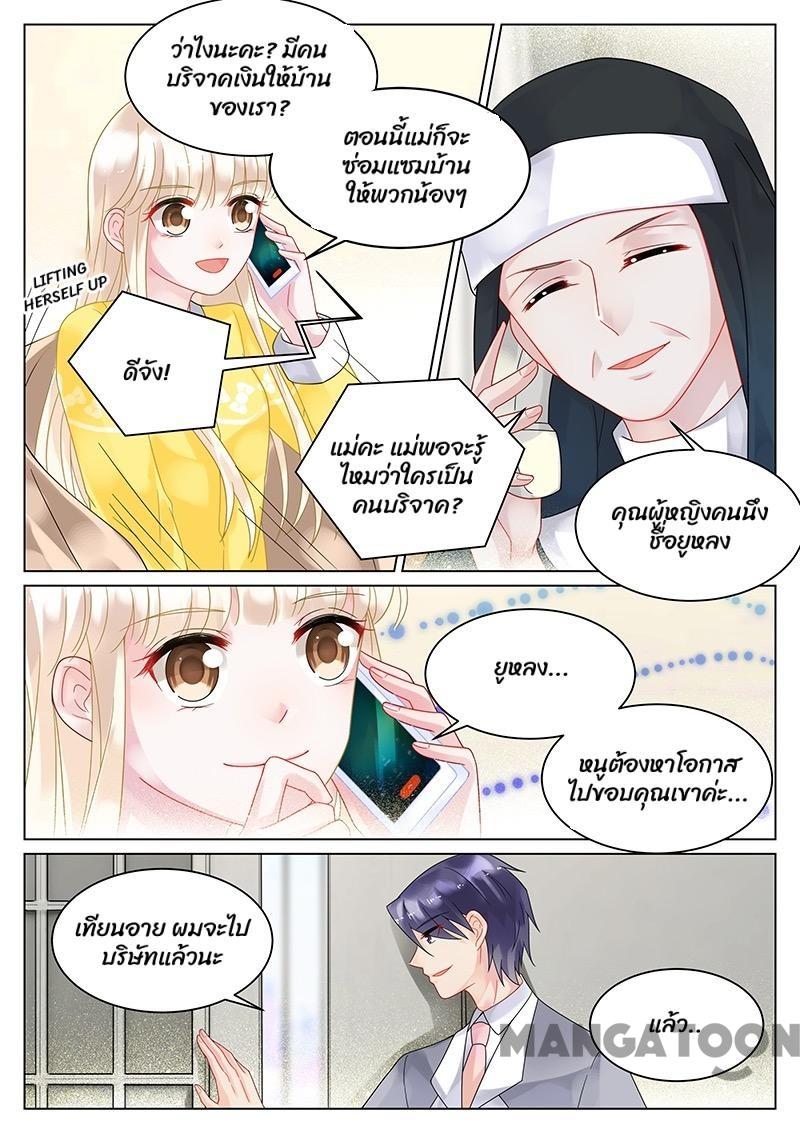 ว่าไงนะคะ? มีคน
บริจาคเงินให้บ้าน
ของเรา?
ตอนนี้แม่ก็จะ
ซ่อมแซมบ้าน
ให้พวกน้องๆ
LIFTING
HERSELF UP
ดีจัง!
แม่คะ แม่พอจะรู้
ไหมว่าใครเป็น
คนบริจาค?
คุณผู้หญิงคนนึง
ชื่อยูหลง
ยูหลง...
หนูต้องหาโอกาส
ไปขอบคุณเขาค่ะ...
เทียนอาย ผมจะไป
บริษัทแล้วนะ
แล้ว..
MANGATOON